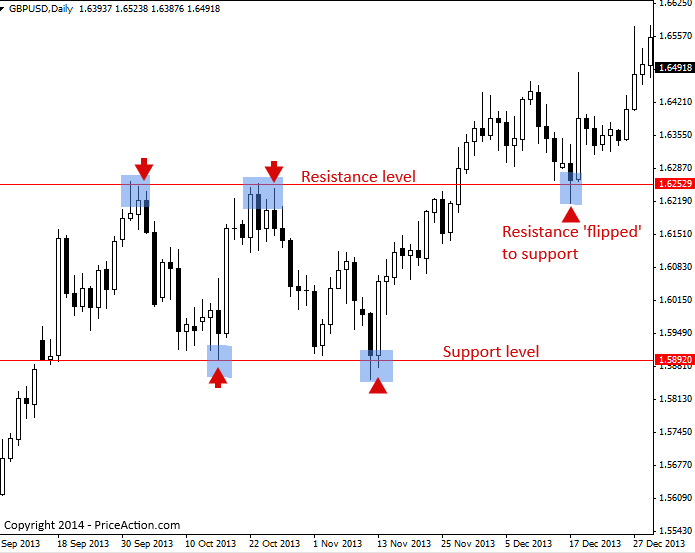 GBPUSD,Daily 1.63937 1.65238 1.63876 1.64918
1.66250
1.65570
1.64918
1.64210
1.63550
1.62870
Resistance level
1.62529
1.62190
Resistance 'flipped'
to support
1.61510
1.60830
1.60150
1.59490
Support level
1.58920
1.58130
1.57450
1.56770
1.56090
1.55430
Copyright 2014 - PriceAction.com
Sep 2013
18 Sep 2013
30 Sep 2013
10 Oct 2013
22 Oct 2013
1 Nov 2013
13 Nov 2013
25 Nov 2013
5 Dec 2013
17 Dec 2013
27 Dec 2013